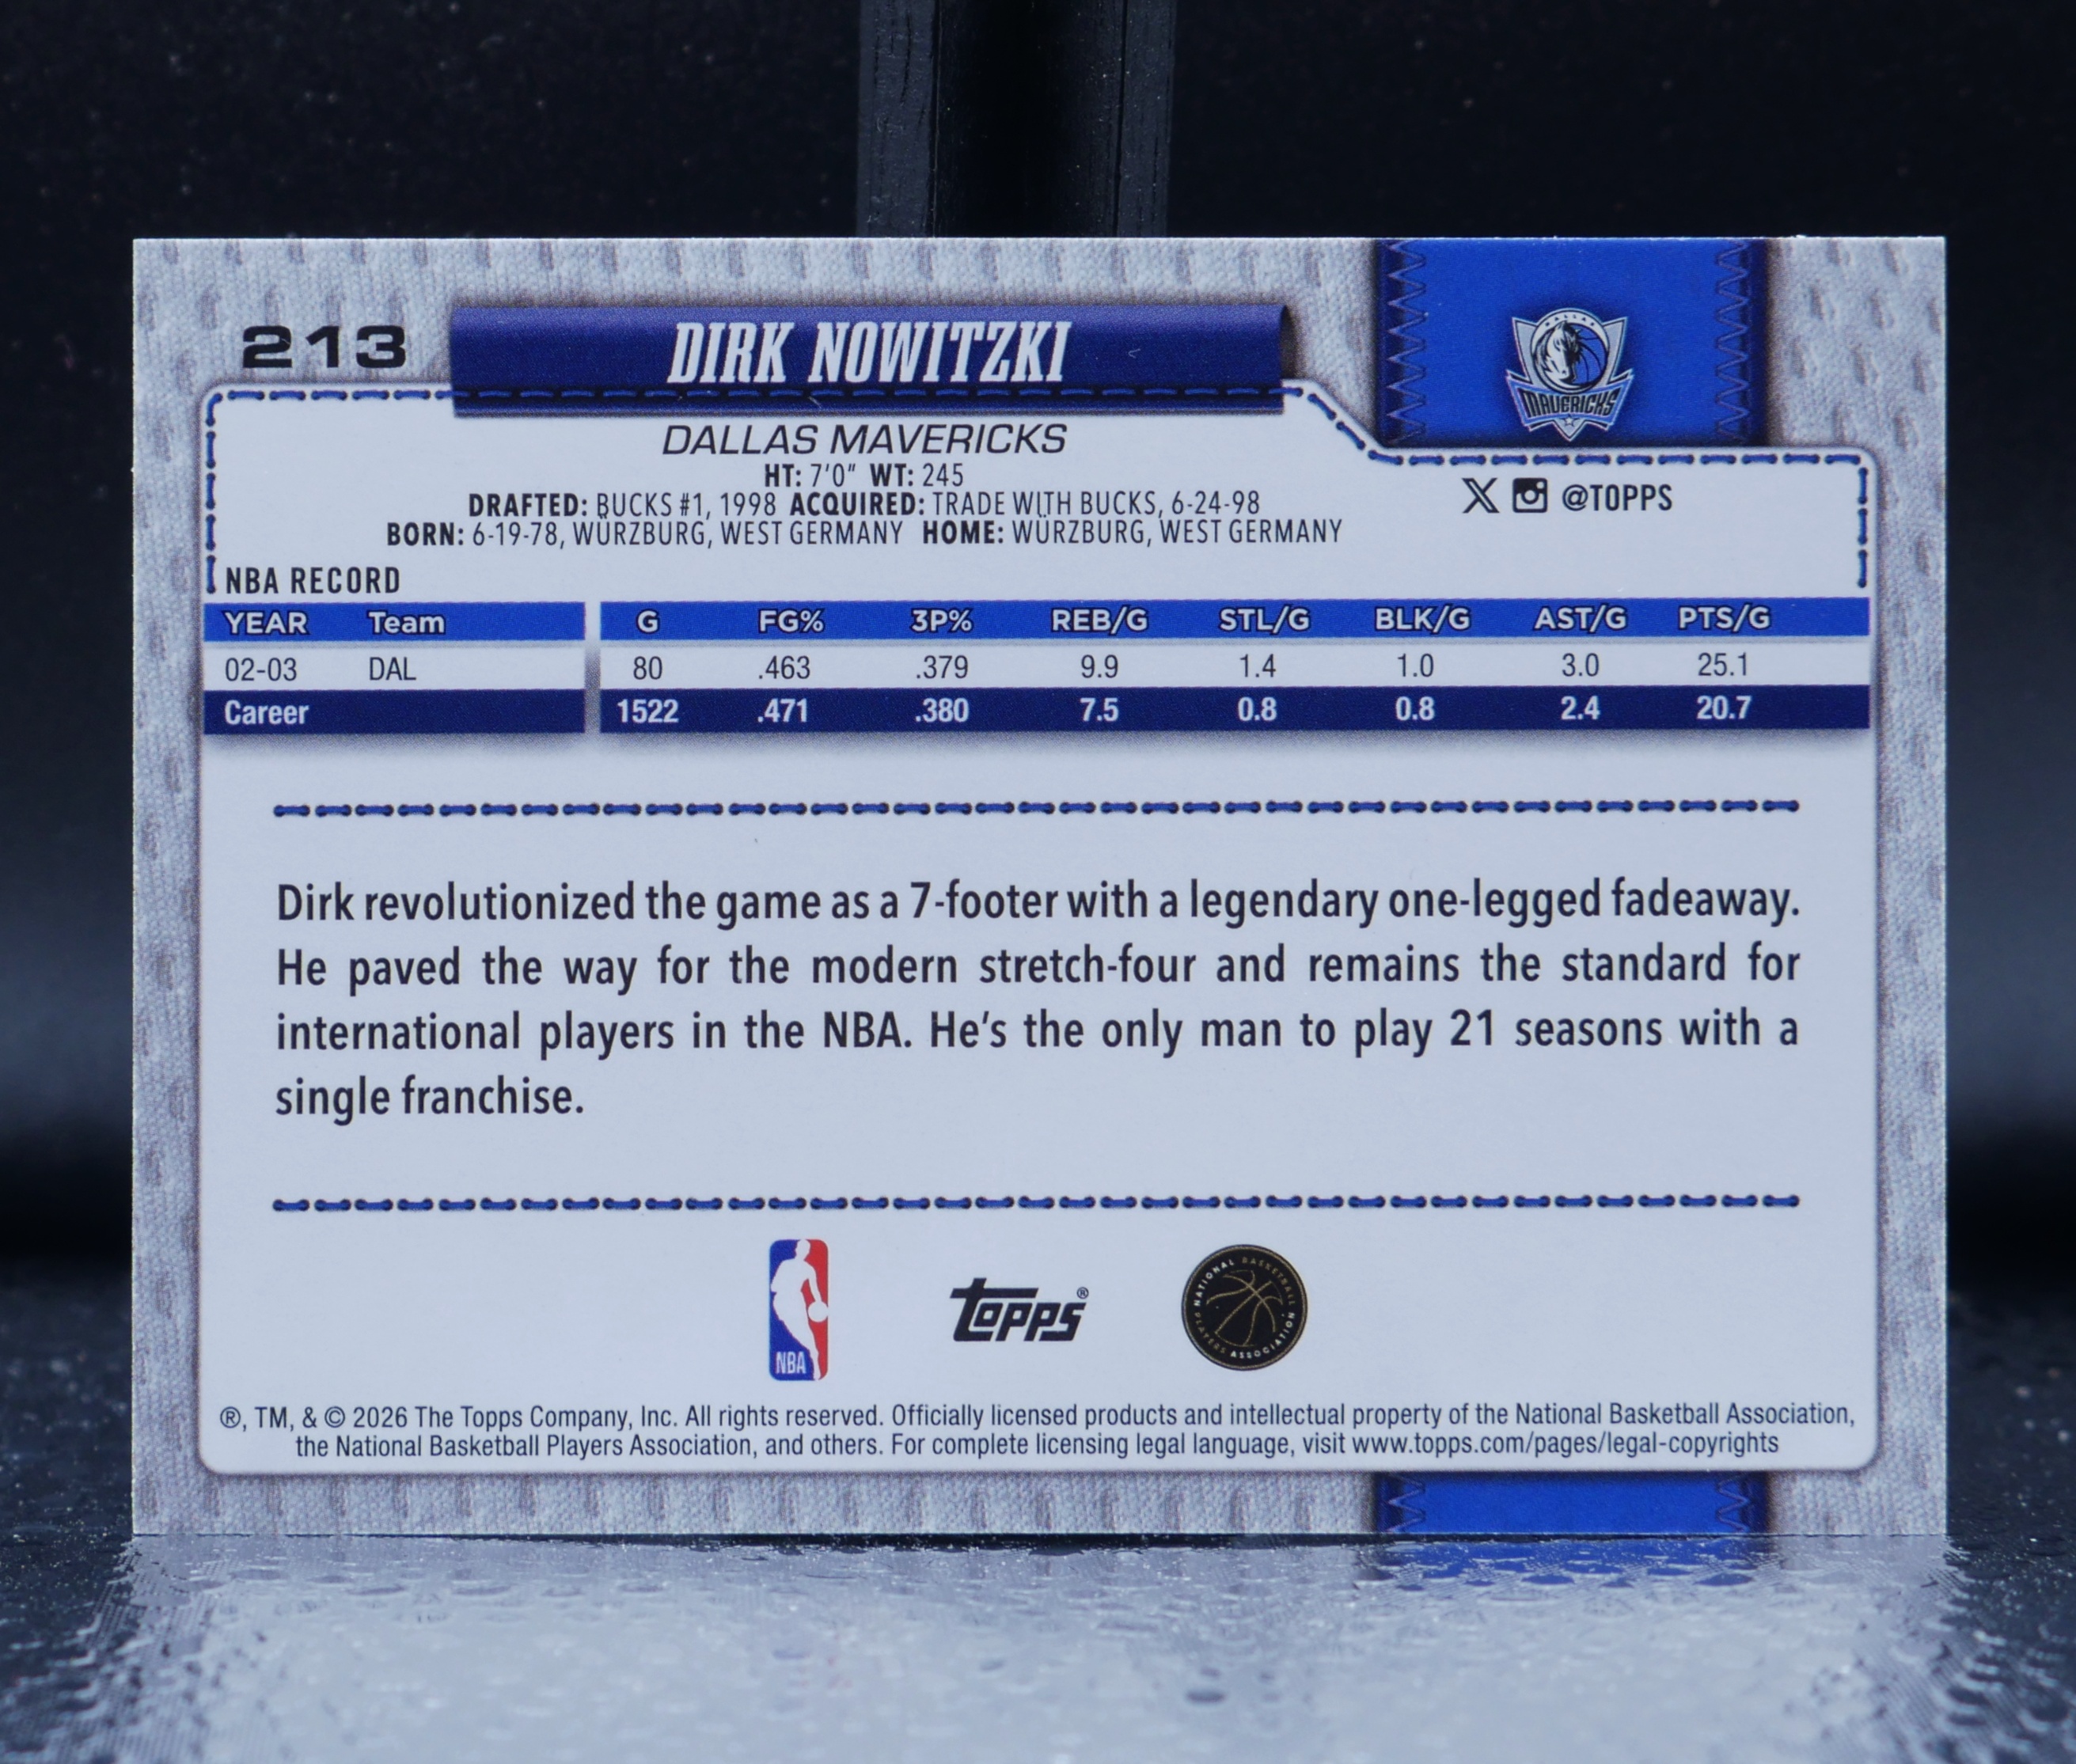 213
DIRK NOWITZKI
DALLAS
MAVERICKS
DALLAS MAVERICKS
HT: 7'0" WT: 245
DRAFTED: BUCKS #1, 1998 ACQUIRED: TRADE WITH BUCKS, 6-24-98
BORN: 6-19-78, WÜRZBURG, WEST GERMANY HOME: WÜRZBURG, WEST GERMANY
X @TOPPS
NBA RECORD
YEAR Team G FG% 3P% REB/G STL/G BLK/G AST/G PTS/G
02-03 DAL 80 .463 .379 9.9 1.4 1.0 3.0 25.1
Career 1522 .471 .380 7.5 0.8 0.8 2.4 20.7
Dirk revolutionized the game as a 7-footer with a legendary one-legged fadeaway.
He paved the way for the modern stretch-four and remains the standard for
international players in the NBA. He's the only man to play 21 seasons with a
single franchise.
NBA
topps®
NATIONAL BASKETBALL
PLAYERS ASSOCIATION
®, TM, & © 2026 The Topps Company, Inc. All rights reserved. Officially licensed products and intellectual property of the National Basketball Association,
the National Basketball Players Association, and others. For complete licensing legal language, visit www.topps.com/pages/legal-copyrights